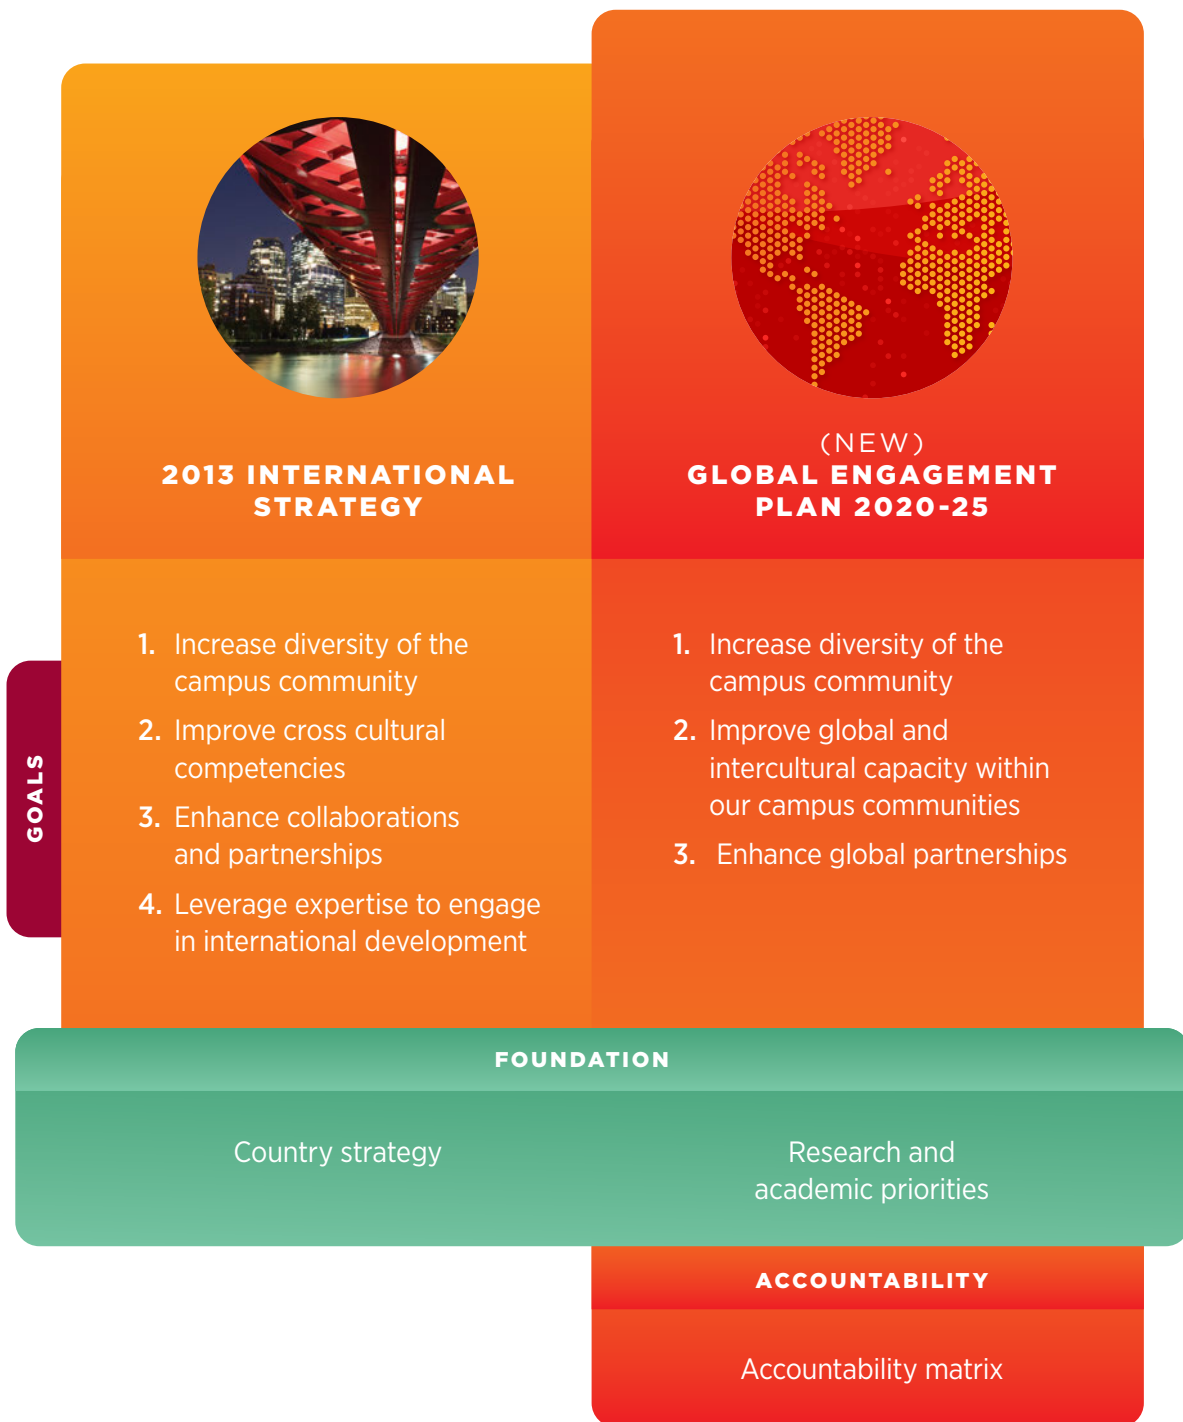 2013 INTERNATIONAL
STRATEGY
(NEW)
GLOBAL ENGAGEMENT
PLAN 2020-25
GOALS
1. Increase diversity of the
campus community
2. Improve cross cultural
competencies
3. Enhance collaborations
and partnerships
4. Leverage expertise to engage
in international development
1. Increase diversity of the
campus community
2. Improve global and
intercultural capacity within
our campus communities
3. Enhance global partnerships
FOUNDATION
Country strategy
Research and
academic priorities
ACCOUNTABILITY
Accountability matrix